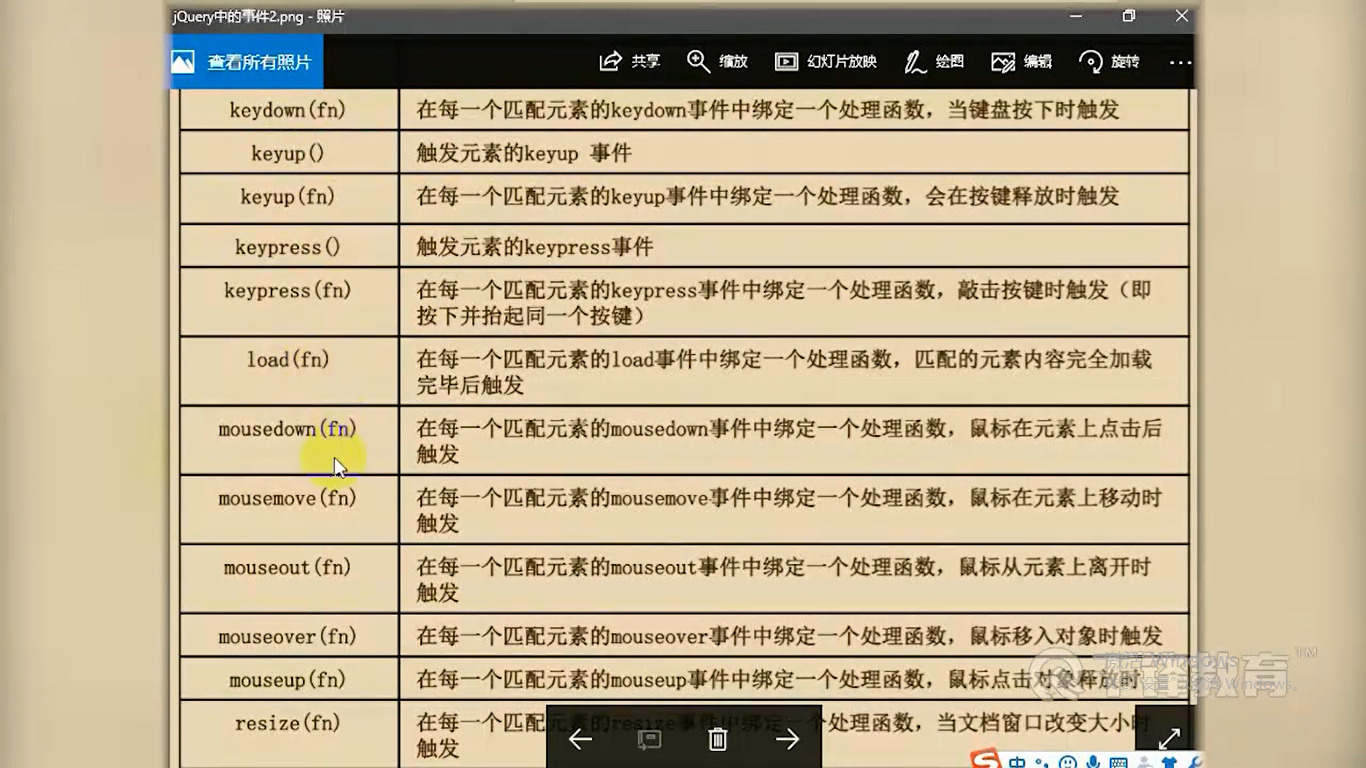 jQuery中的事件2.png - 照片
查看所有照片 共享 缩放 幻灯片放映 绘图 编辑 旋转 ...
keydown(fn) 在每一个匹配元素的keydown事件中绑定一个处理函数，当键盘按下时触发
keyup() 触发元素的keyup 事件
keyup(fn) 在每一个匹配元素的keyup事件中绑定一个处理函数，会在按键释放时触发
keypress() 触发元素的keypress事件
keypress(fn) 在每一个匹配元素的keypress事件中绑定一个处理函数，敲击按键时触发（即
按下并抬起同一个按键）
load(fn) 在每一个匹配元素的load事件中绑定一个处理函数，匹配的元素内容完全加载
完毕后触发
mousedown(fn) 在每一个匹配元素的mousedown事件中绑定一个处理函数，鼠标在元素上点击后
触发
mousemove(fn) 在每一个匹配元素的mousemove事件中绑定一个处理函数，鼠标在元素上移动时
触发
mouseout(fn) 在每一个匹配元素的mouseout事件中绑定一个处理函数，鼠标从元素上离开时
触发
mouseover(fn) 在每一个匹配元素的mouseover事件中绑定一个处理函数，鼠标移入对象时触发
mouseup(fn) 在每一个匹配元素的mouseup事件中绑定一个处理函数，鼠标点击对象释放时
resize(fn) 在每一个匹配元素的resize事件中绑定一个处理函数，当文档窗口改变大小时
触发
教育 TM
中